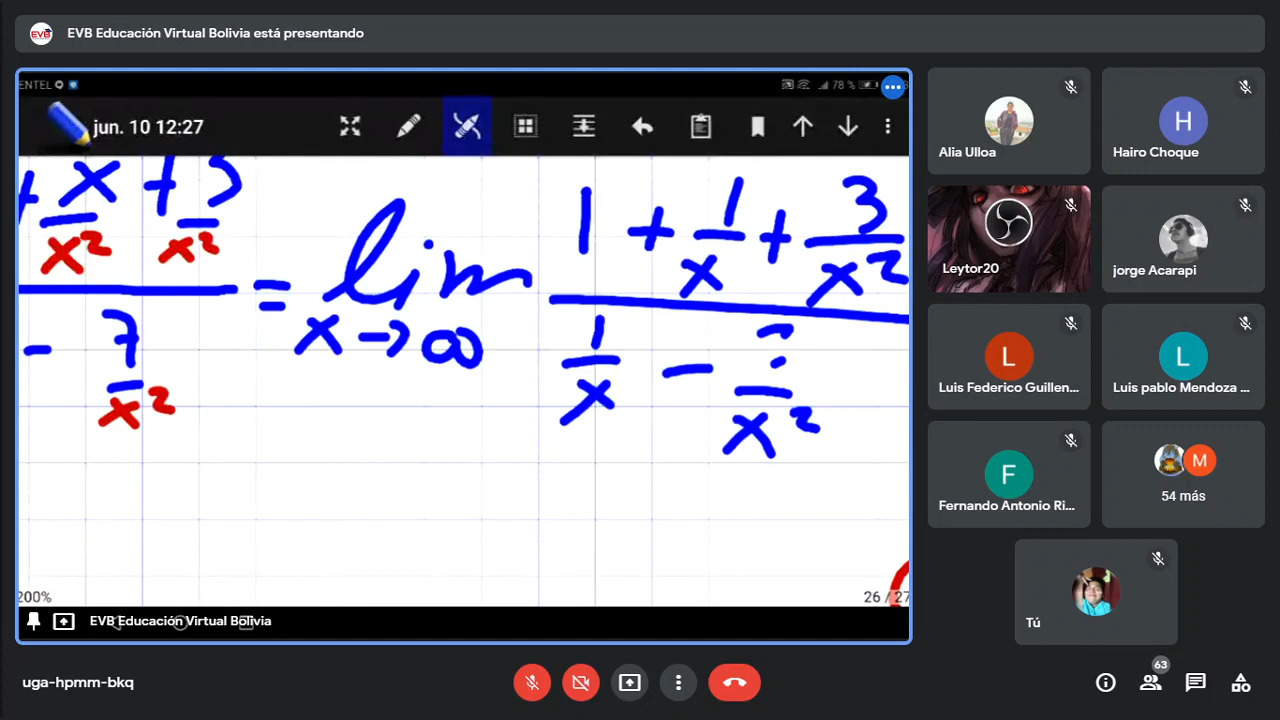 EVB Educación Virtual Bolivia está presentando
ENTEL
78 %
jun. 10 12:27
+ x/x² + 3/x²
- 7/x²
= lim x→∞
1 + 1/x + 3/x²
1/x - /x²
200%
26 / 27
EVB Educación Virtual Bolivia
Alia Ulloa
H
Hairo Choque
Leytor20
jorge Acarapi
L
Luis Federico Guillen...
L
Luis pablo Mendoza ...
F
Fernando Antonio Ri...
M
54 más
Tú
uga-hpmm-bkq
63